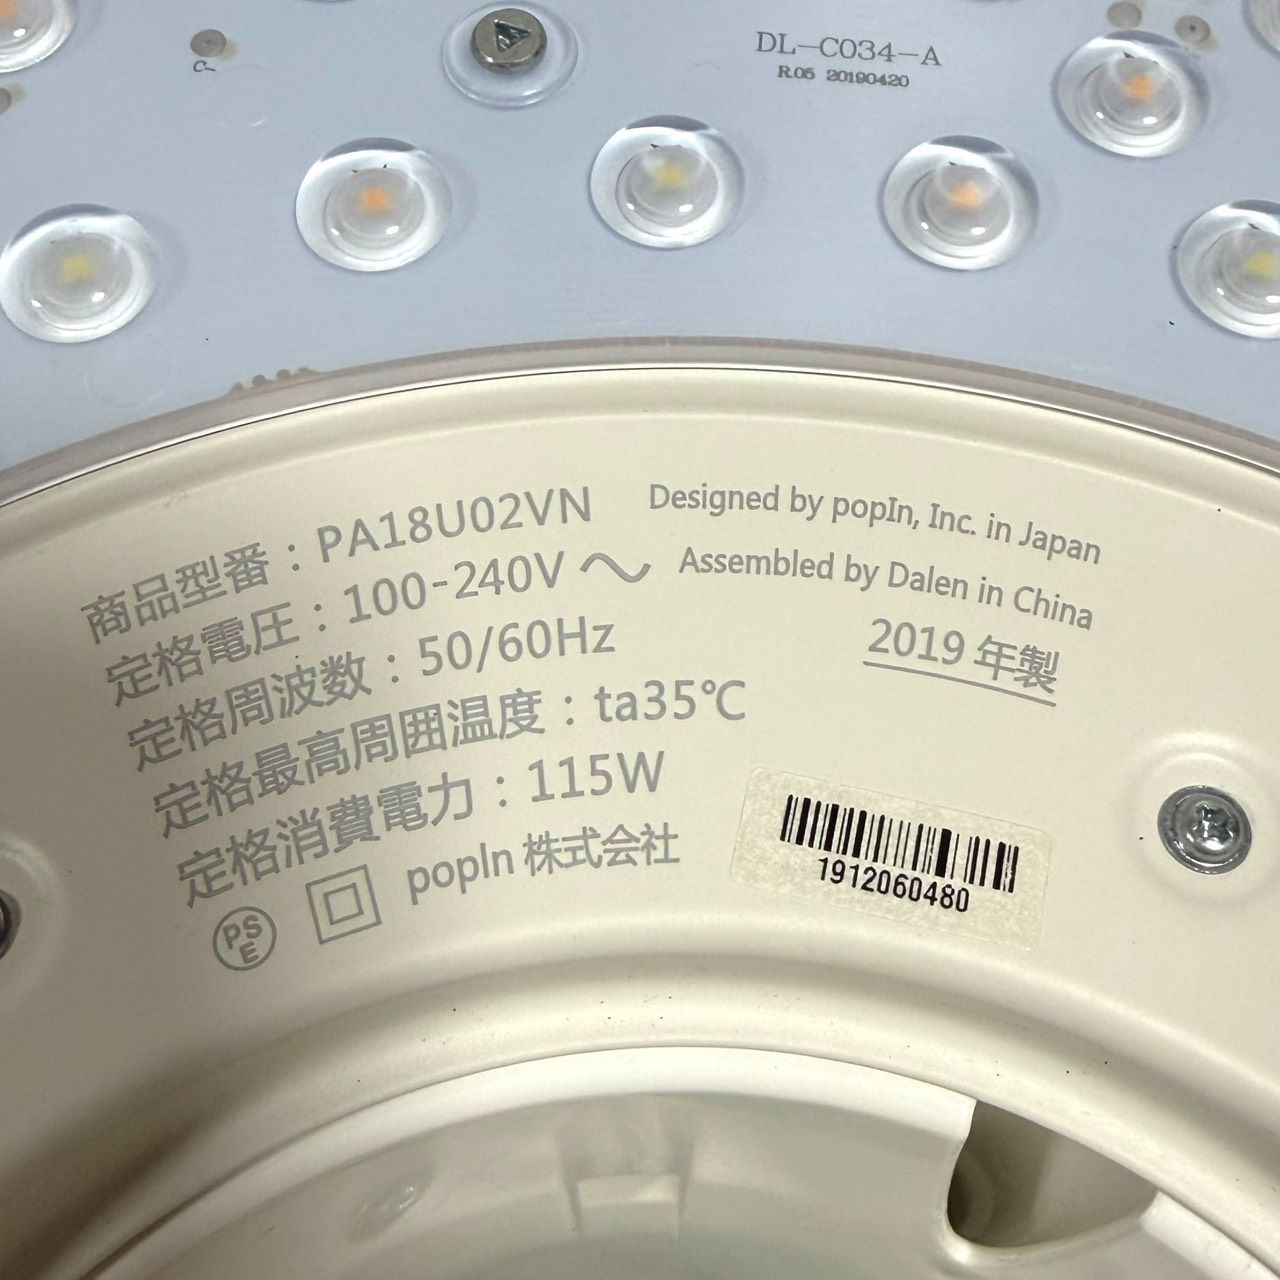 DL-C034-A
R.05 20190420
C-
商品型番：PA18U02VN
定格電圧：100-240V～
定格周波数：50/60Hz
定格最高周囲温度：ta35℃
定格消費電力：115W
PS
E
popIn 株式会社
Designed by popIn, Inc. in Japan
Assembled by Dalen in China
2019 年製
1912060480